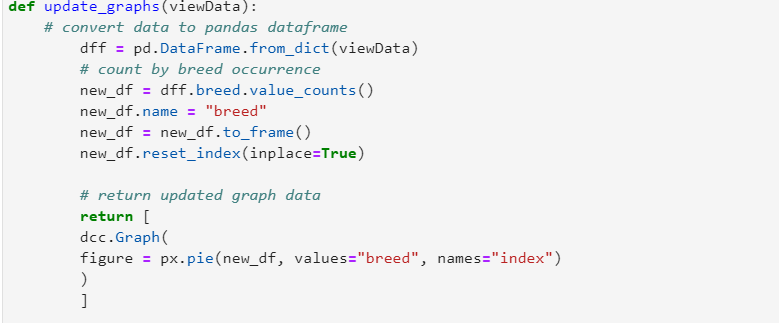 def update_graphs(viewData):
    # convert data to pandas dataframe
        dff = pd.DataFrame.from_dict(viewData)
        # count by breed occurrence
        new_df = dff.breed.value_counts()
        new_df.name = "breed"
        new_df = new_df.to_frame()
        new_df.reset_index(inplace=True)

        # return updated graph data
        return [
        dcc.Graph(
        figure = px.pie(new_df, values="breed", names="index")
        )
        ]